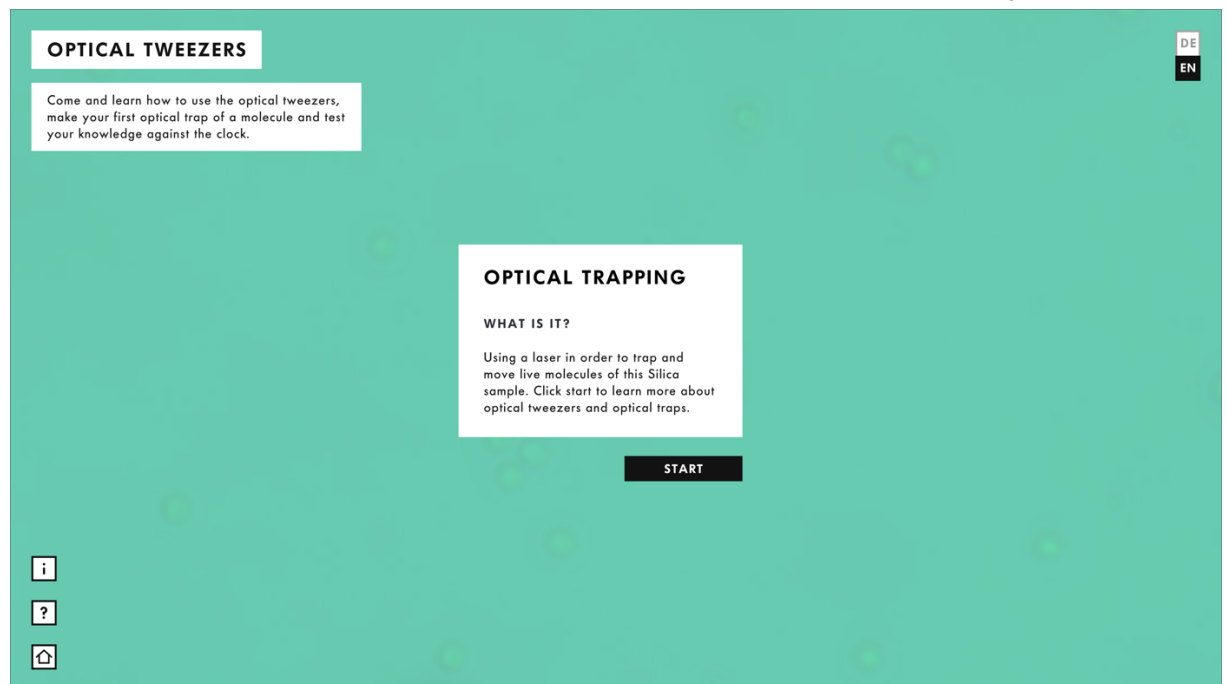 OPTICAL TWEEZERS
DE
EN
Come and learn how to use the optical tweezers,
make your first optical trap of a molecule and test
your knowledge against the clock.
OPTICAL TRAPPING
WHAT IS IT?
Using a laser in order to trap and
move live molecules of this Silica
sample. Click start to learn more about
optical tweezers and optical traps.
START
i
?